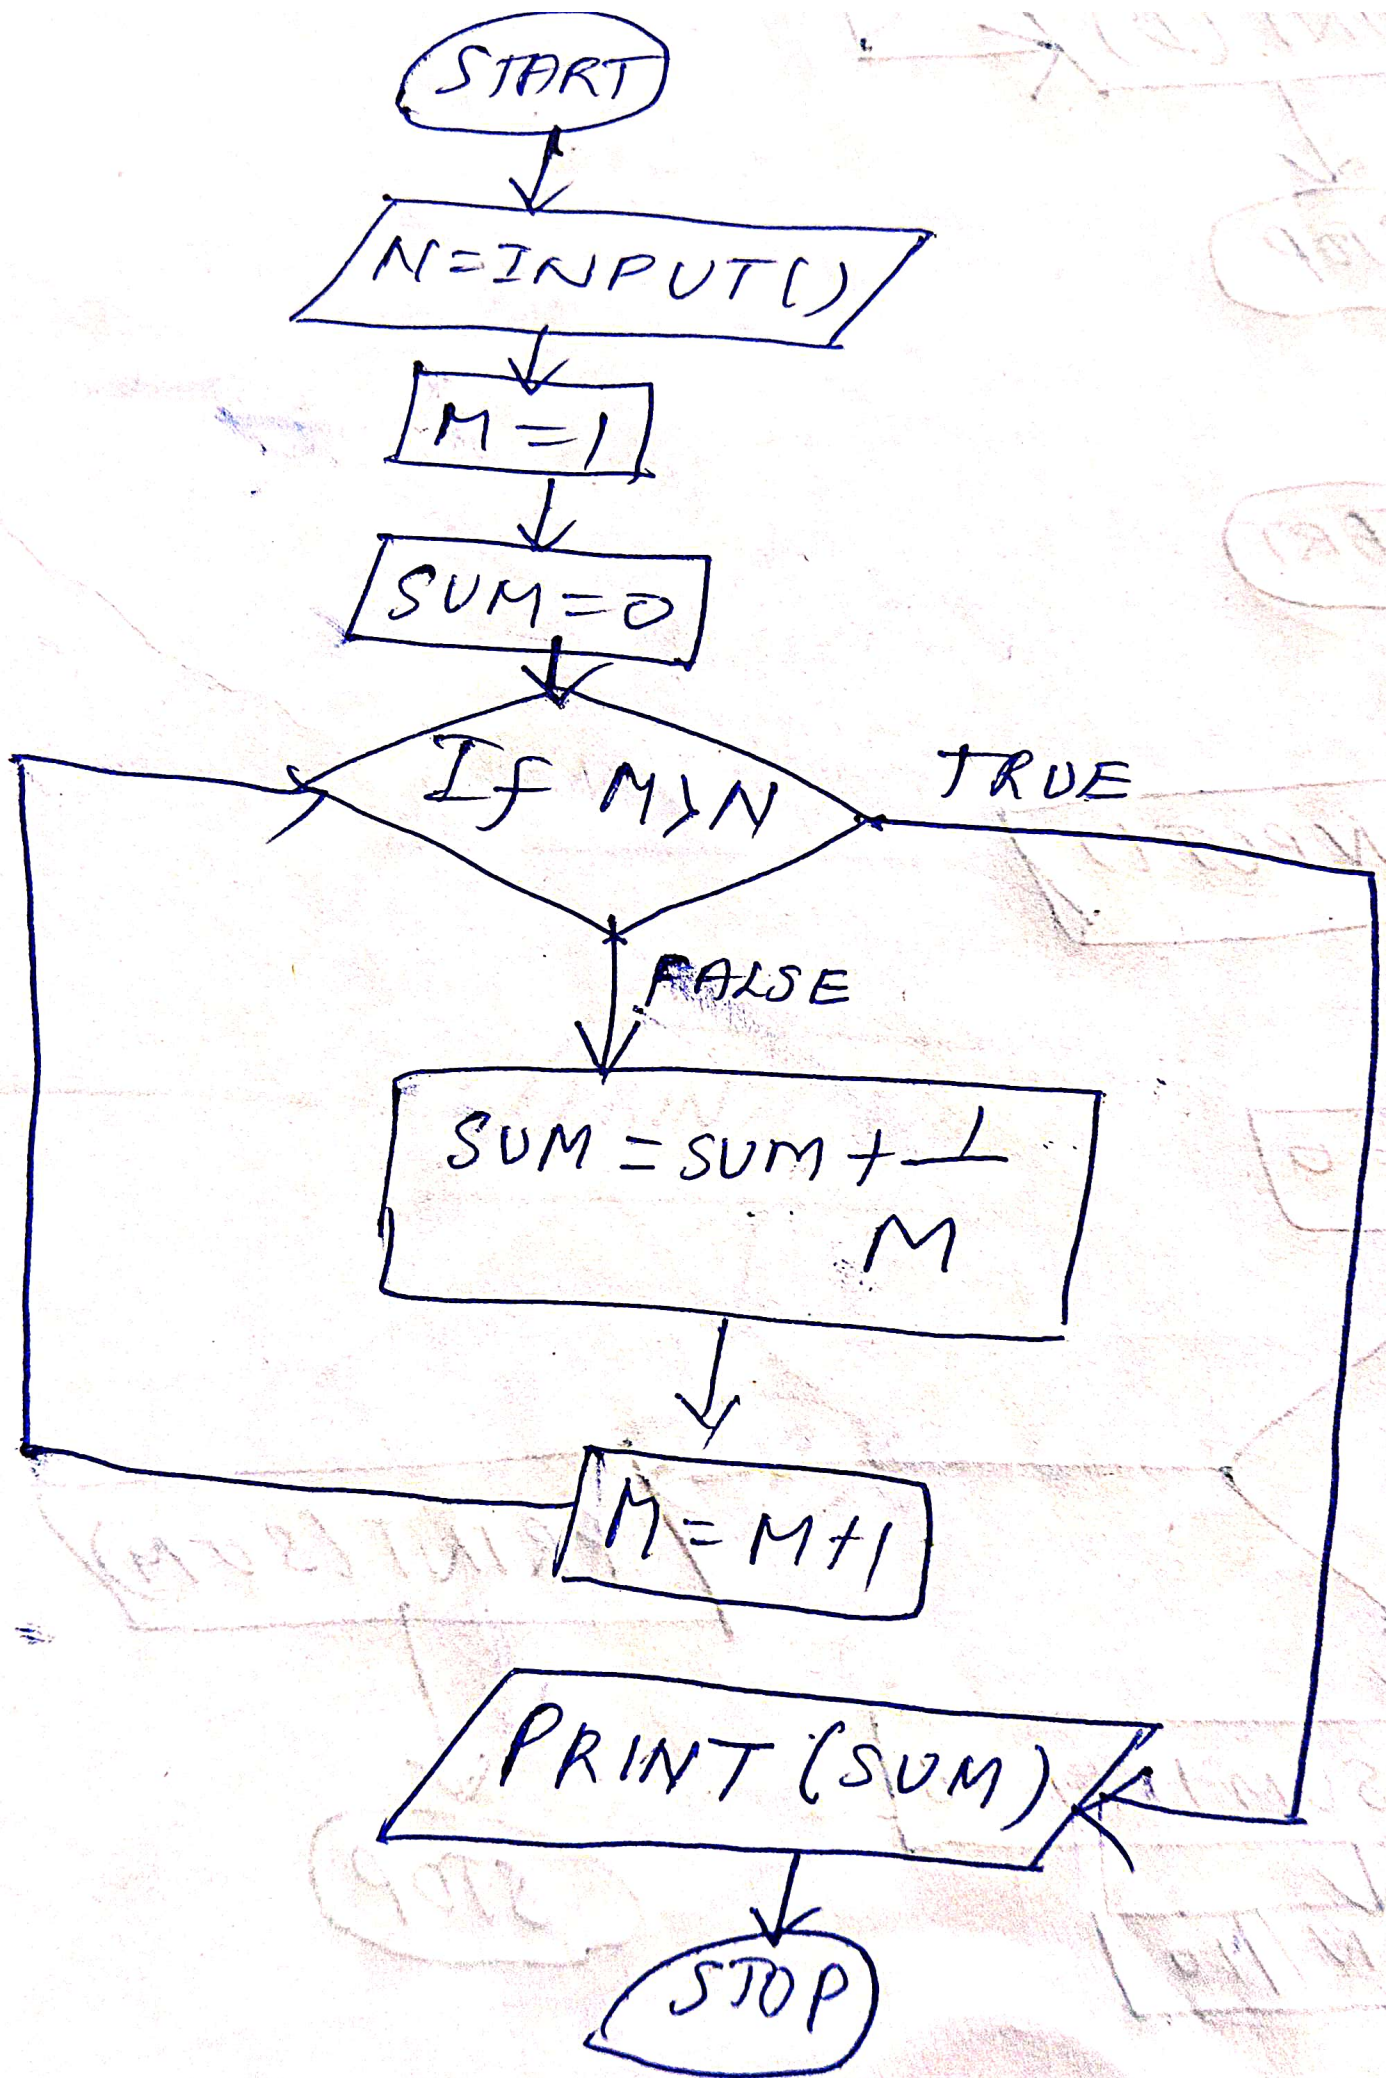 START
N=INPUT()
M=1
SUM=0
If M>N
TRUE
FALSE
SUM=SUM+1
M
M=M+1
PRINT(SUM)
STOP